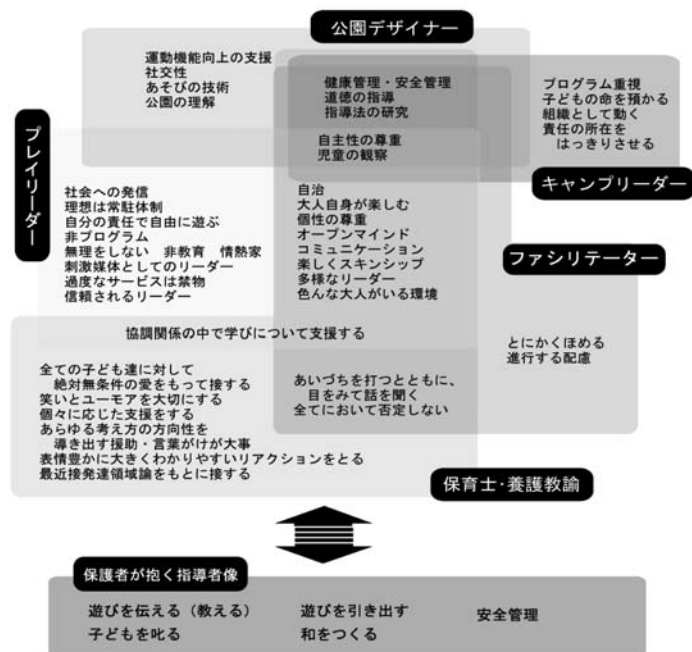 公園デザイナー
運動機能向上の支援
社交性
あそびの技術
公園の理解
健康管理・安全管理
道徳の指導
指導法の研究
プログラム重視
子どもの命を預かる
組織として動く
責任の所在を
はっきりさせる
自主性の尊重
児童の観察
キャンプリーダー
プレイリーダー
社会への発信
理想は常駐体制
自分の責任で自由に遊ぶ
非プログラム
無理をしない 非教育 情熱家
刺激媒体としてのリーダー
過度なサービスは禁物
信頼されるリーダー
自治
大人自身が楽しむ
個性の尊重
オープンマインド
コミュニケーション
楽しくスキンシップ
多様なリーダー
色んな大人がいる環境
ファシリテーター
協調関係の中で学びについて支援する
とにかくほめる
進行する配慮
全ての子ども達に対して
絶対無条件の愛をもって接する
笑いとユーモアを大切にする
個々に応じた支援をする
あらゆる考え方の方向性を
導き出す援助・言葉がけが大事
表情豊かに大きくわかりやすいリアクションをとる
最近接発達領域論をもとに接する
あいづちを打つとともに、
目をみて話を聞く
全てにおいて否定しない
保育士・養護教諭
保護者が抱く指導者像
遊びを伝える（教える）
子どもを叱る
遊びを引き出す
和をつくる
安全管理